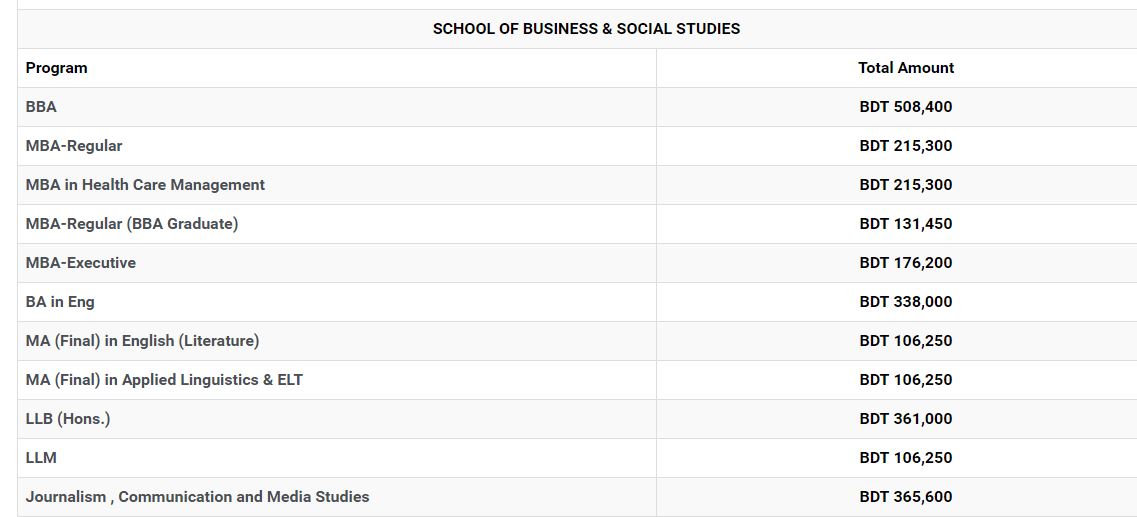 SCHOOL OF BUSINESS & SOCIAL STUDIES
Program Total Amount
BBA BDT 508,400
MBA-Regular BDT 215,300
MBA in Health Care Management BDT 215,300
MBA-Regular (BBA Graduate) BDT 131,450
MBA-Executive BDT 176,200
BA in Eng BDT 338,000
MA (Final) in English (Literature) BDT 106,250
MA (Final) in Applied Linguistics & ELT BDT 106,250
LLB (Hons.) BDT 361,000
LLM BDT 106,250
Journalism , Communication and Media Studies BDT 365,600